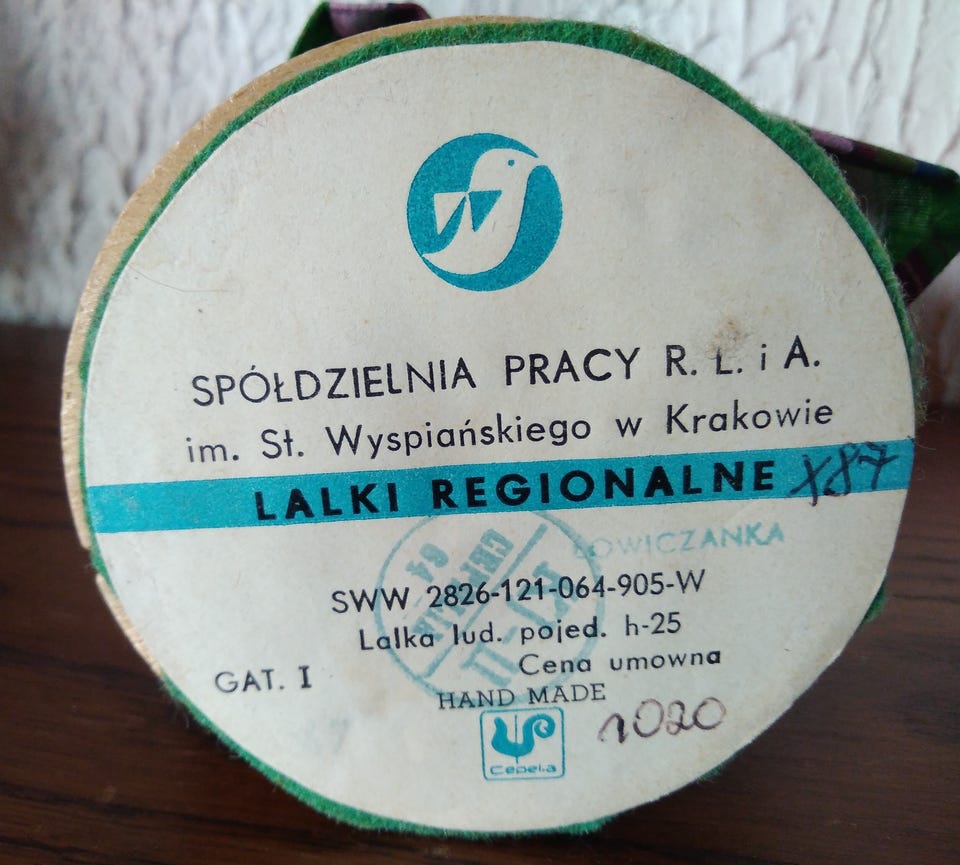 SPÓŁDZIELNIA PRACY R. L. i A.
im. St. Wyspiańskiego w Krakowie
LALKI REGIONALNE X87
ŁOWICZANKA
SWW 2826-121-064-905-W
Lalka lud. pojed. h-25
Cena umowna
GAT. I
HAND MADE
1020
Cepelia